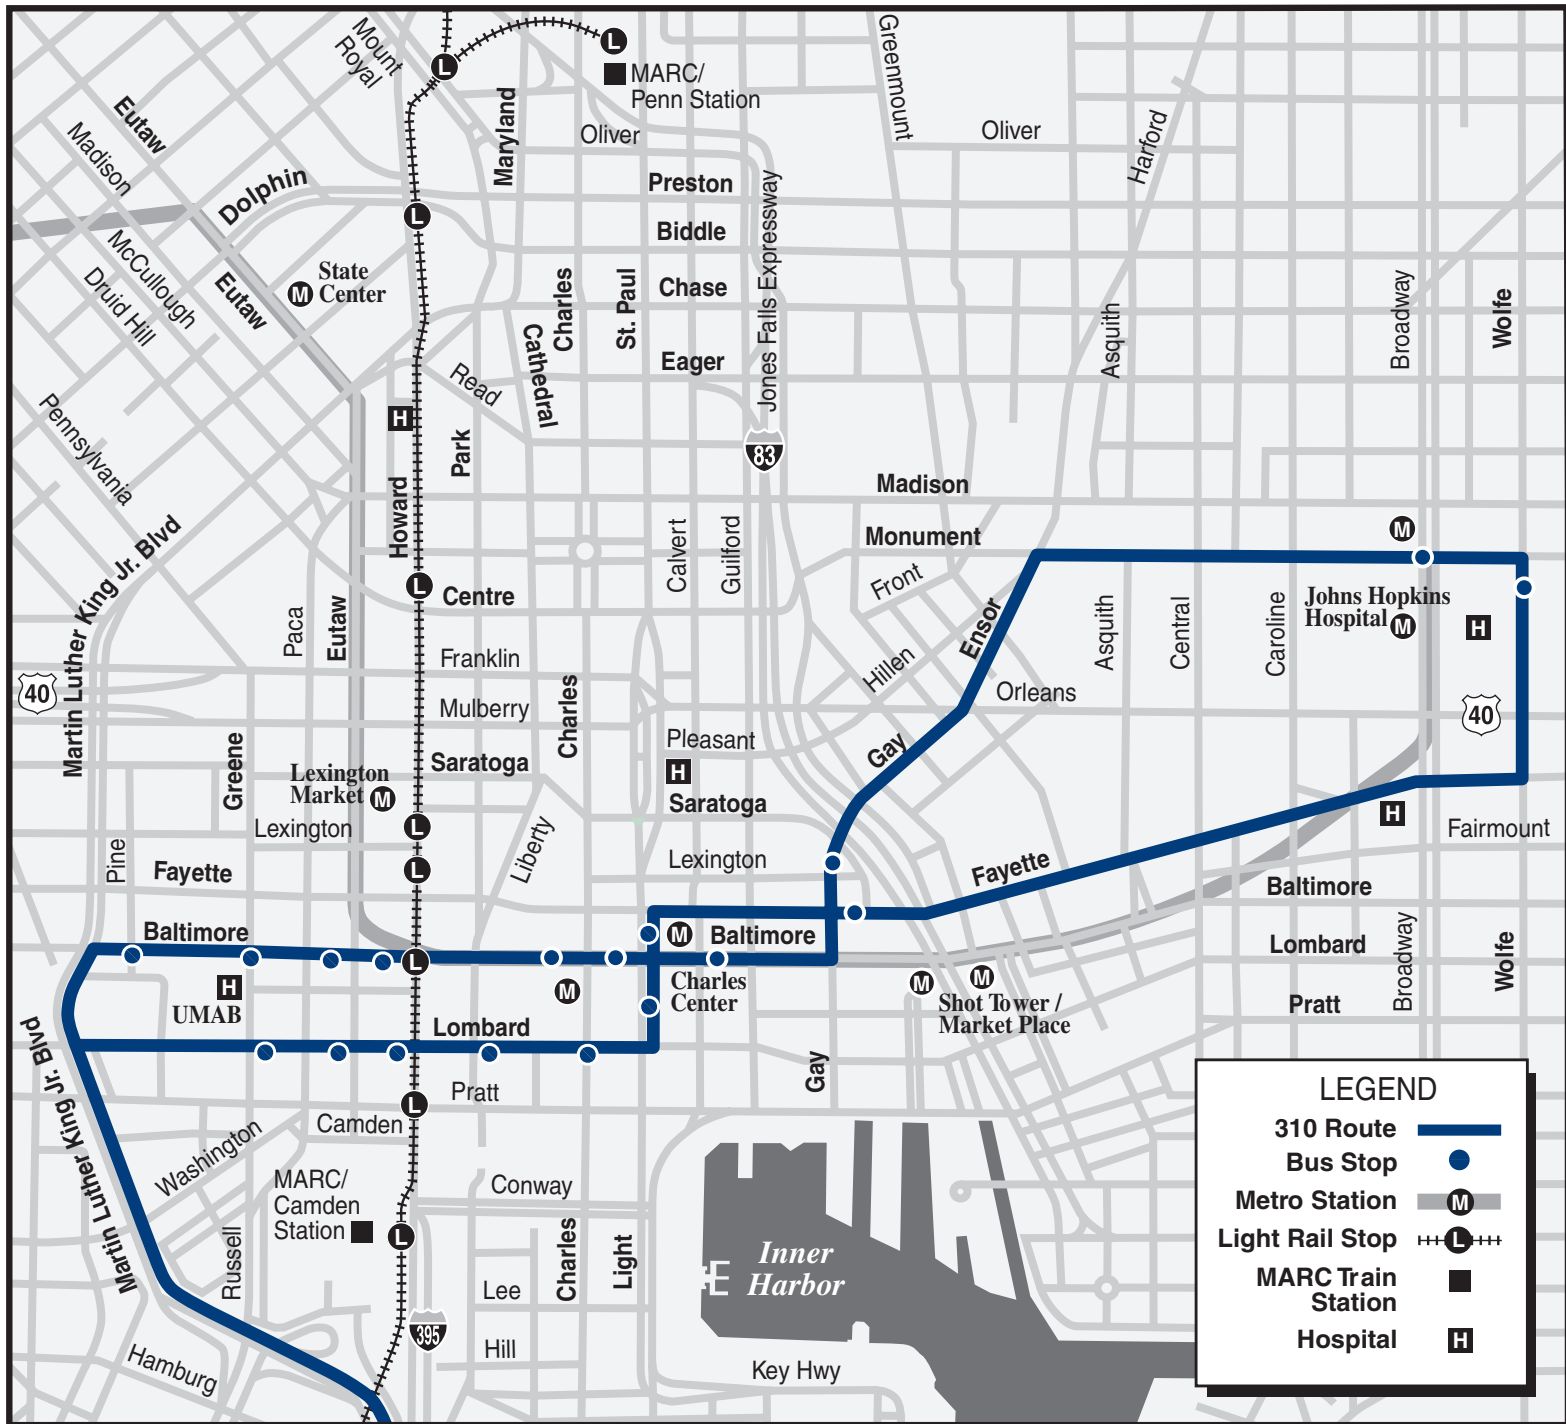 Mount
Royal
Greenmount
L
L
MARC/
Penn Station
Eutaw
Maryland
Oliver
Oliver
Harford
Madison
Dolphin
Preston
Jones Falls Expressway
L
Biddle
McCullough
State
Center
M
Eutaw
Druid Hill
Charles
St. Paul
Chase
Asquith
Broadway
Wolfe
Cathedral
Eager
Read
Pennsylvania
H
Park
83
Howard
Madison
Martin Luther King Jr. Blvd
Calvert
Guilford
Monument
M
Front
L
Centre
Paca
Eutaw
Ensor
Asquith
Central
Caroline
Johns Hopkins
Hospital
M
H
Franklin
Hillen
40
Orleans
40
Mulberry
Charles
Pleasant
Gay
Greene
Saratoga
H
Lexington
Market
M
Saratoga
H
L
Lexington
Fairmount
Pine
Liberty
Lexington
Fayette
L
Fayette
Baltimore
Baltimore
M
Baltimore
Broadway
Lombard
Wolfe
L
H
UMAB
M
Charles
Center
M
M
Shot Tower /
Market Place
Pratt
Lombard
Martin Luther King Jr. Blvd
Gay
Pratt
L
Camden
Washington
MARC/
Camden
Station
Conway
L
Russell
Charles
Light
Inner
Harbor
E
Lee
395
Hill
Hamburg
Key Hwy
LEGEND
310 Route
Bus Stop
Metro Station
M
Light Rail Stop
L
MARC Train
Station
Hospital
H